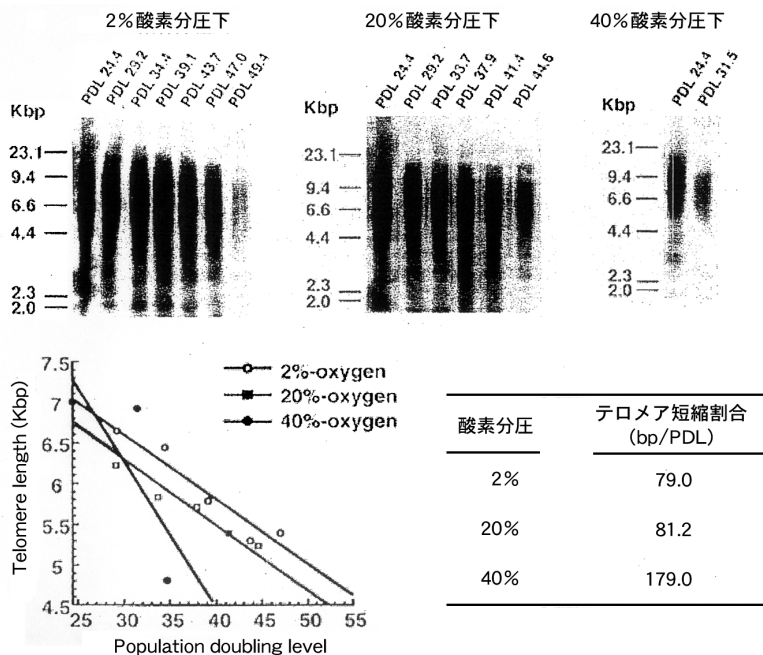 2%酸素分圧下
PDL 24.4
PDL 29.2
PDL 34.4
PDL 39.1
PDL 43.7
PDL 47.0
PDL 49.4
Kbp
23.1
9.4
6.6
4.4
2.3
2.0
20%酸素分圧下
PDL 24.4
PDL 29.2
PDL 33.7
PDL 37.9
PDL 41.4
PDL 44.6
Kbp
23.1
9.4
6.6
4.4
2.3
2.0
40%酸素分圧下
PDL 24.4
PDL 31.5
Kbp
23.1
9.4
6.6
4.4
2.3
2.0
Telomere length (Kbp)
7.5
7
6.5
6
5.5
5
4.5
25 30 35 40 45 50 55
Population doubling level
2%-oxygen
20%-oxygen
40%-oxygen
酸素分圧 テロメア短縮割合
(bp/PDL)
2% 79.0
20% 81.2
40% 179.0